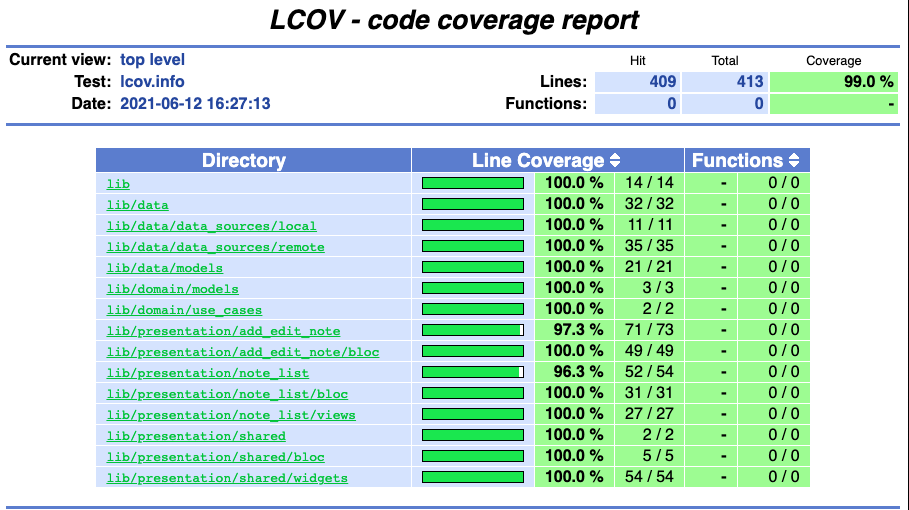 LCOV - code coverage report
Current view: top level
Hit Total Coverage
Test: lcov.info Lines: 409 413 99.0 %
Date: 2021-06-12 16:27:13 Functions: 0 0 -
Directory Line Coverage Functions
lib 100.0 % 14 / 14 - 0 / 0
lib/data 100.0 % 32 / 32 - 0 / 0
lib/data/data_sources/local 100.0 % 11 / 11 - 0 / 0
lib/data/data_sources/remote 100.0 % 35 / 35 - 0 / 0
lib/data/models 100.0 % 21 / 21 - 0 / 0
lib/domain/models 100.0 % 3 / 3 - 0 / 0
lib/domain/use_cases 100.0 % 2 / 2 - 0 / 0
lib/presentation/add_edit_note 97.3 % 71 / 73 - 0 / 0
lib/presentation/add_edit_note/bloc 100.0 % 49 / 49 - 0 / 0
lib/presentation/note_list 96.3 % 52 / 54 - 0 / 0
lib/presentation/note_list/bloc 100.0 % 31 / 31 - 0 / 0
lib/presentation/note_list/views 100.0 % 27 / 27 - 0 / 0
lib/presentation/shared 100.0 % 2 / 2 - 0 / 0
lib/presentation/shared/bloc 100.0 % 5 / 5 - 0 / 0
lib/presentation/shared/widgets 100.0 % 54 / 54 - 0 / 0